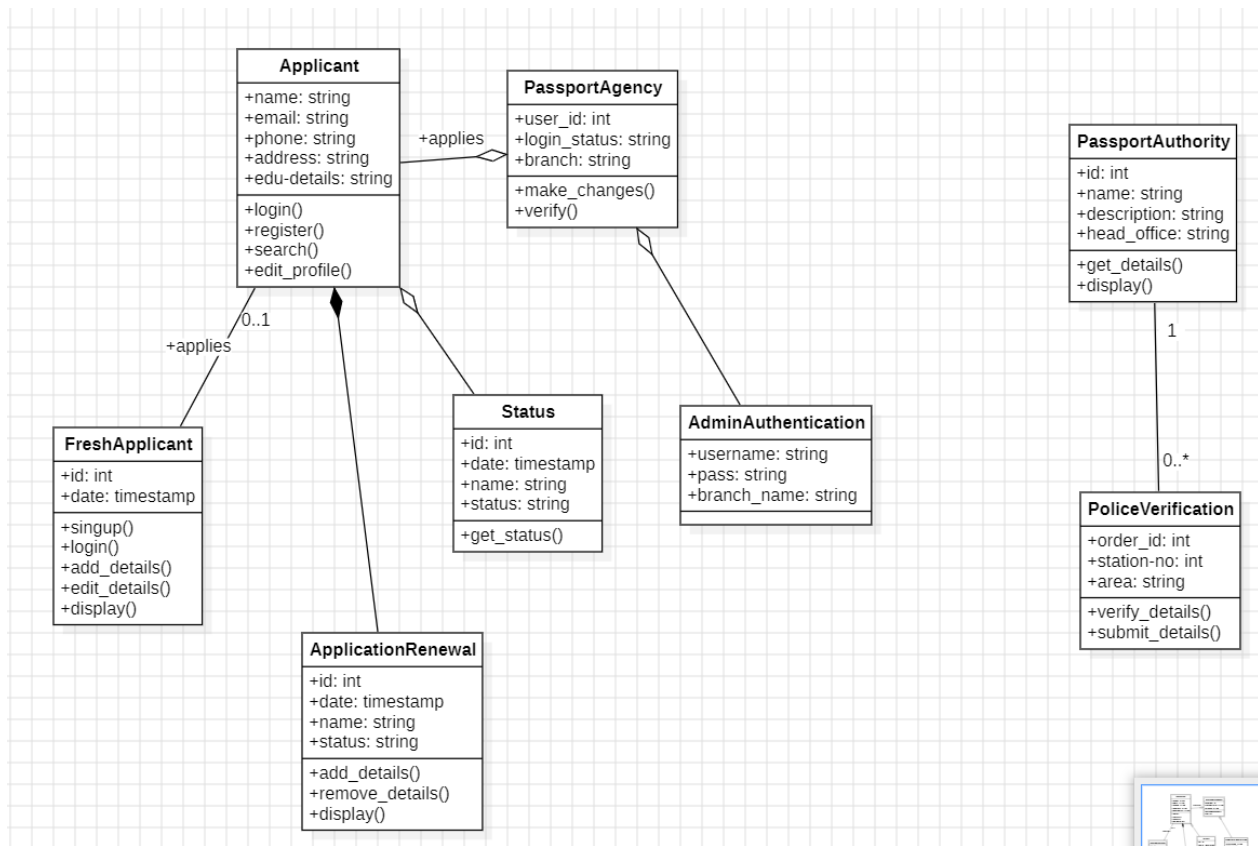 Applicant
+name: string
+email: string
+phone: string
+address: string
+edu-details: string
+login()
+register()
+search()
+edit_profile()
+applies
PassportAgency
+user_id: int
+login_status: string
+branch: string
+make_changes()
+verify()
PassportAuthority
+id: int
+name: string
+description: string
+head_office: string
+get_details()
+display()
0..1
+applies
1
0..*
FreshApplicant
+id: int
+date: timestamp
+singup()
+login()
+add_details()
+edit_details()
+display()
Status
+id: int
+date: timestamp
+name: string
+status: string
+get_status()
AdminAuthentication
+username: string
+pass: string
+branch_name: string
PoliceVerification
+order_id: int
+station-no: int
+area: string
+verify_details()
+submit_details()
ApplicationRenewal
+id: int
+date: timestamp
+name: string
+status: string
+add_details()
+remove_details()
+display()